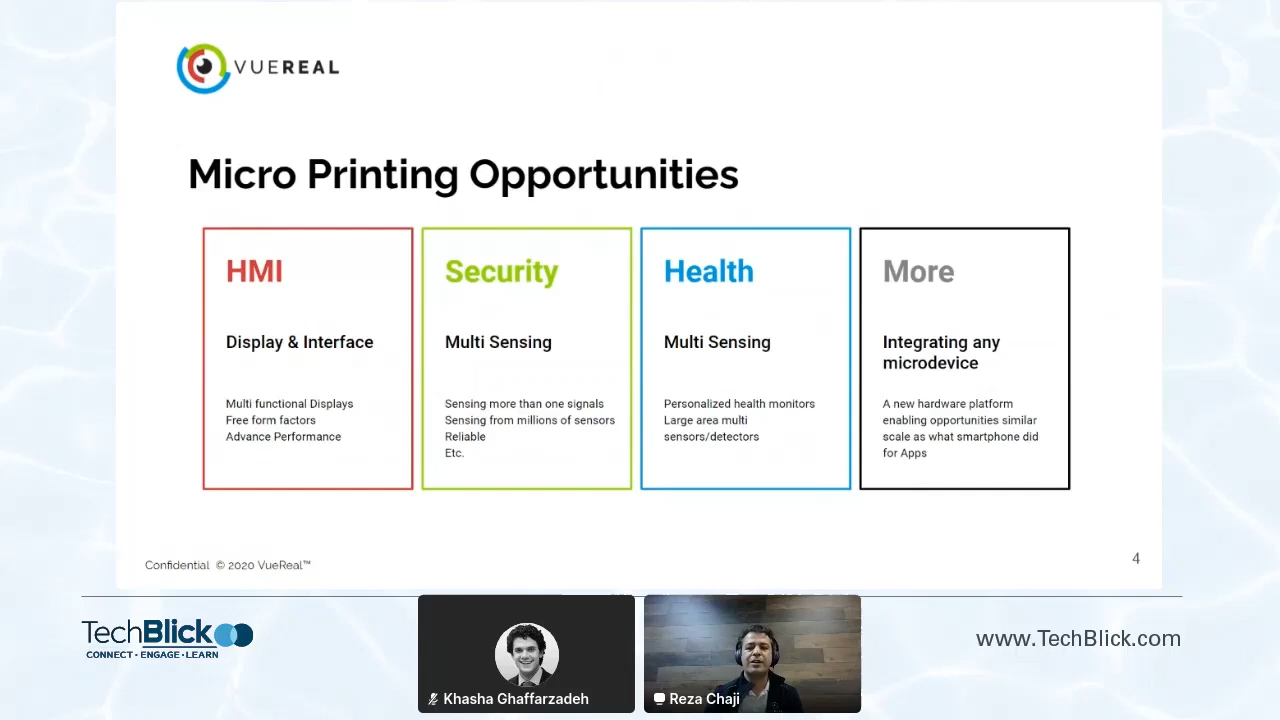 VUEREAL
Micro Printing Opportunities
HMI
Display & Interface
Multi functional Displays
Free form factors
Advance Performance
Security
Multi Sensing
Sensing more than one signals
Sensing from millions of sensors
Reliable
Etc.
Health
Multi Sensing
Personalized health monitors
Large area multi
sensors/detectors
More
Integrating any
microdevice
A new hardware platform
enabling opportunities similar
scale as what smartphone did
for Apps
Confidential © 2020 VueReal™
4
TechBlick
CONNECT • ENGAGE • LEARN
Khasha Ghaffarzadeh
Reza Chaji
www.TechBlick.com